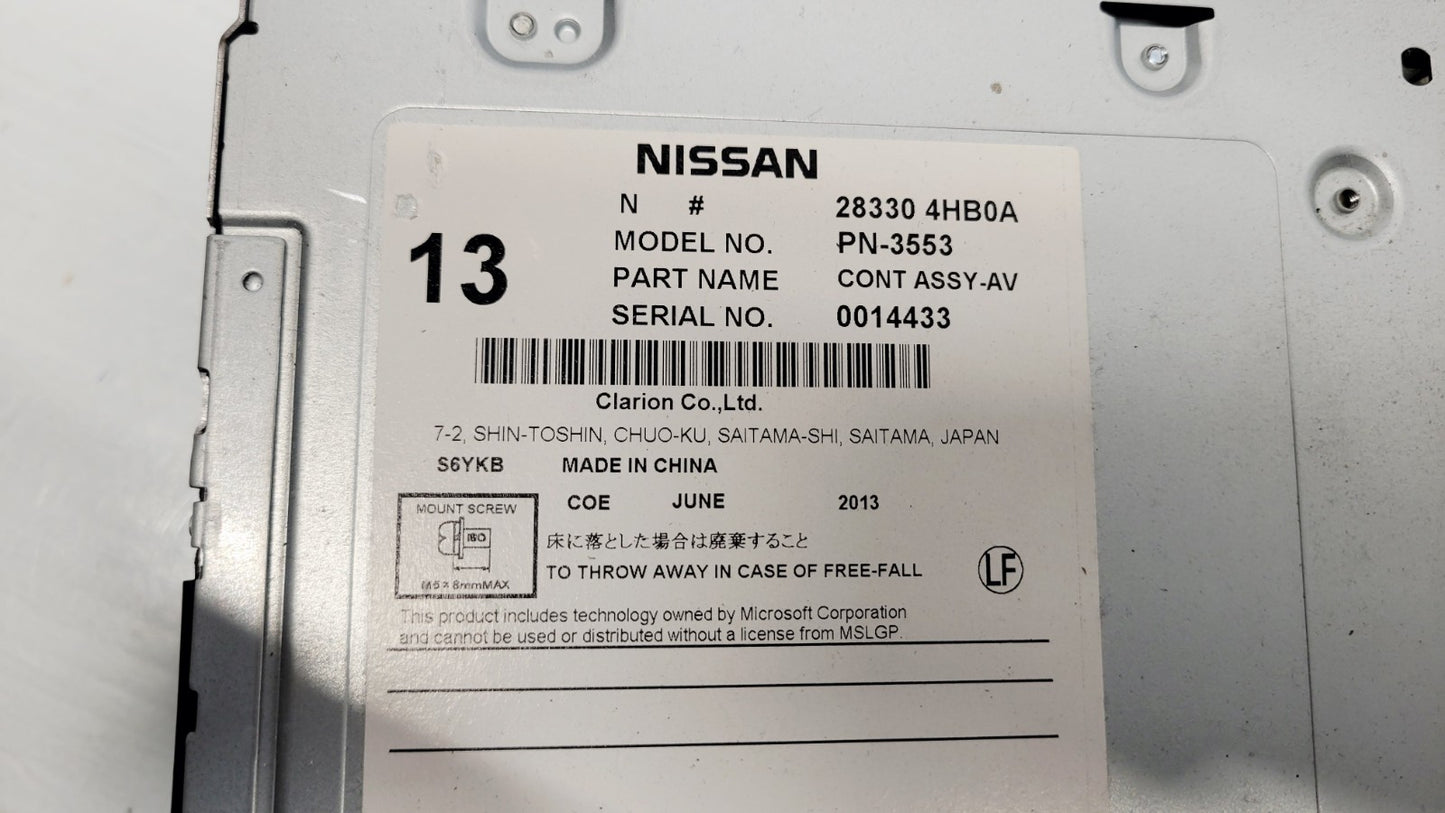 NISSAN
N # 28330 4HB0A
MODEL NO. PN-3553
13
PART NAME CONT ASSY-AV
SERIAL NO. 0014433
Clarion Co.,Ltd.
7-2, SHIN-TOSHIN, CHUO-KU, SAITAMA-SHI, SAITAMA, JAPAN
S6YKB MADE IN CHINA
COE JUNE 2013
MOUNT SCREW
ISO
M5 x 8mmMAX
床に落とした場合は廃棄すること
TO THROW AWAY IN CASE OF FREE-FALL
LF
This product includes technology owned by Microsoft Corporation
and cannot be used or distributed without a license from MSLGP.